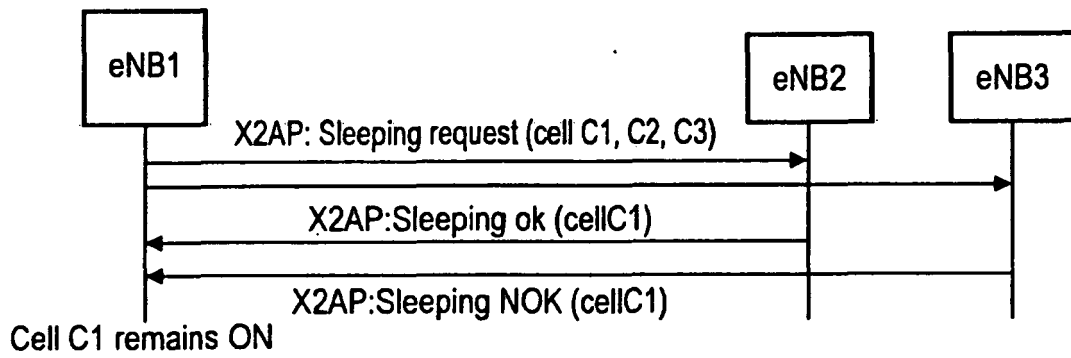 eNB1
eNB2
eNB3
X2AP: Sleeping request (cell C1, C2, C3)
X2AP:Sleeping ok (cellC1)
X2AP:Sleeping NOK (cellC1)
Cell C1 remains ON